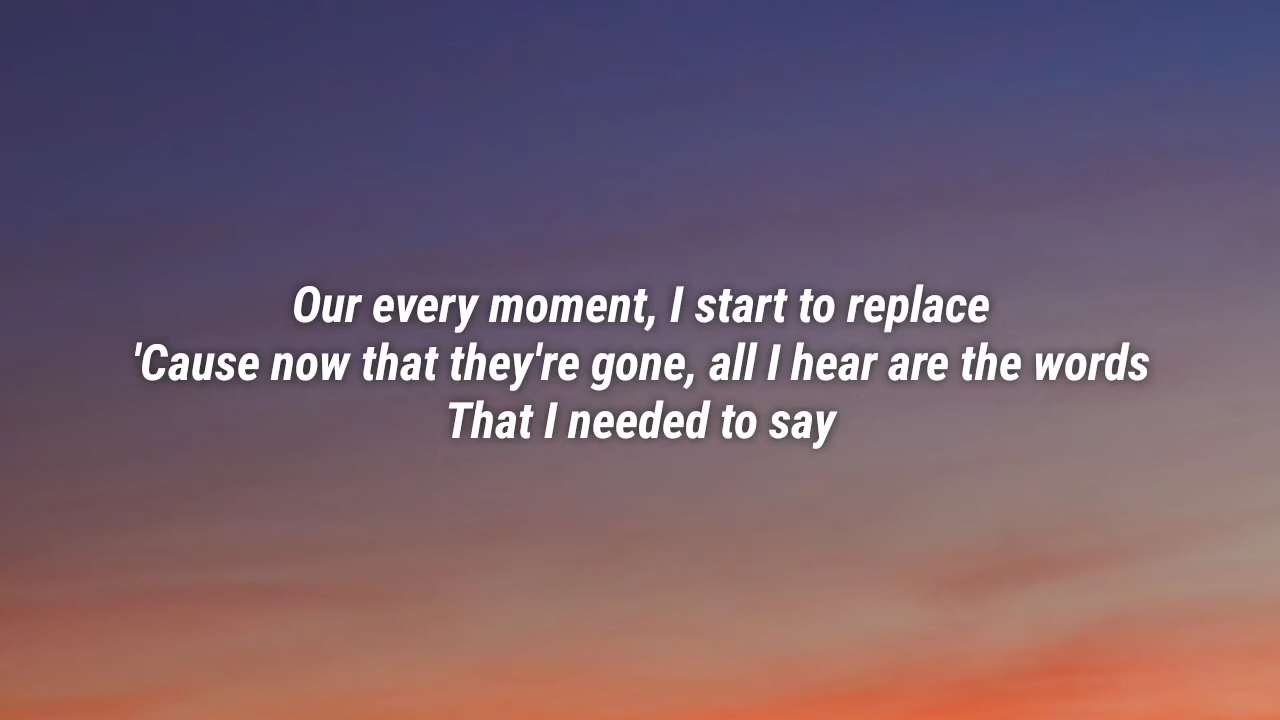 Our every moment, I start to replace
'Cause now that they're gone, all I hear are the words
That I needed to say